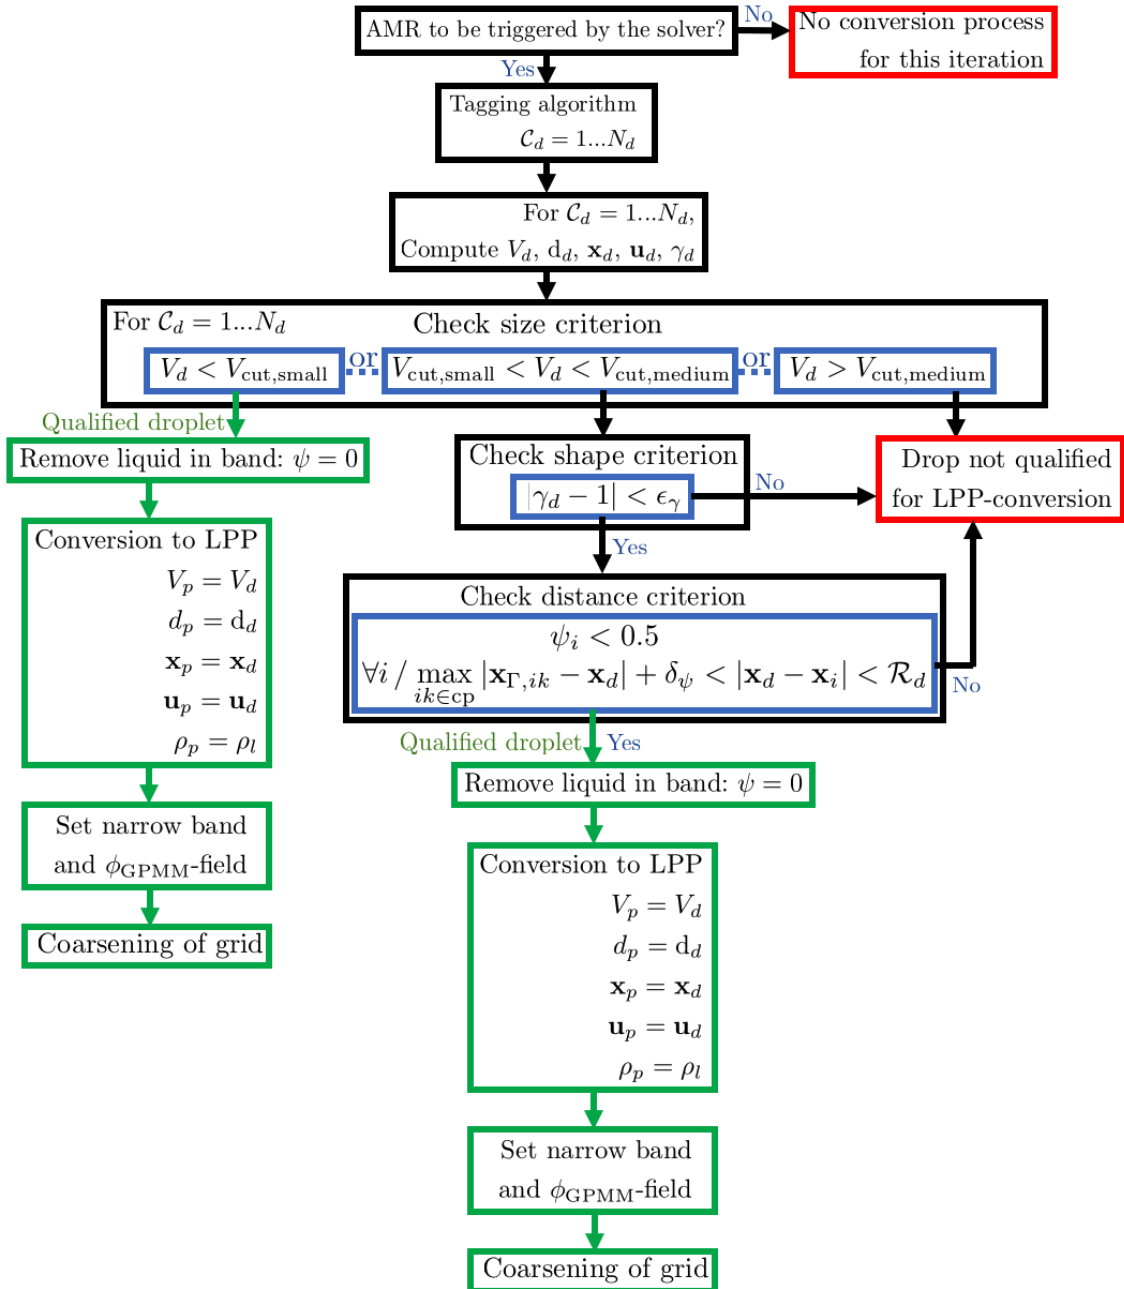 AMR to be triggered by the solver?
No
No conversion process
for this iteration
Yes
Tagging algorithm
𝒞_d = 1...N_d
For 𝒞_d = 1...N_d,
Compute V_d, d_d, 𝐱_d, 𝐮_d, γ_d
For 𝒞_d = 1...N_d
Check size criterion
V_d < V_cut,small
or
V_cut,small < V_d < V_cut,medium
or
V_d > V_cut,medium
Qualified droplet
Remove liquid in band: ψ = 0
Conversion to LPP
V_p = V_d
d_p = d_d
𝐱_p = 𝐱_d
𝐮_p = 𝐮_d
ρ_p = ρ_l
Set narrow band
and ϕ_GPMM-field
Coarsening of grid
Check shape criterion
|γ_d − 1| < ϵ_γ
No
Drop not qualified
for LPP-conversion
Yes
Check distance criterion
ψ_i < 0.5
∀i / max_{ik∈cp} |𝐱_Γ,ik − 𝐱_d| + δ_ψ < |𝐱_d − 𝐱_i| < ℛ_d
No
Qualified droplet
Yes
Remove liquid in band: ψ = 0
Conversion to LPP
V_p = V_d
d_p = d_d
𝐱_p = 𝐱_d
𝐮_p = 𝐮_d
ρ_p = ρ_l
Set narrow band
and ϕ_GPMM-field
Coarsening of grid